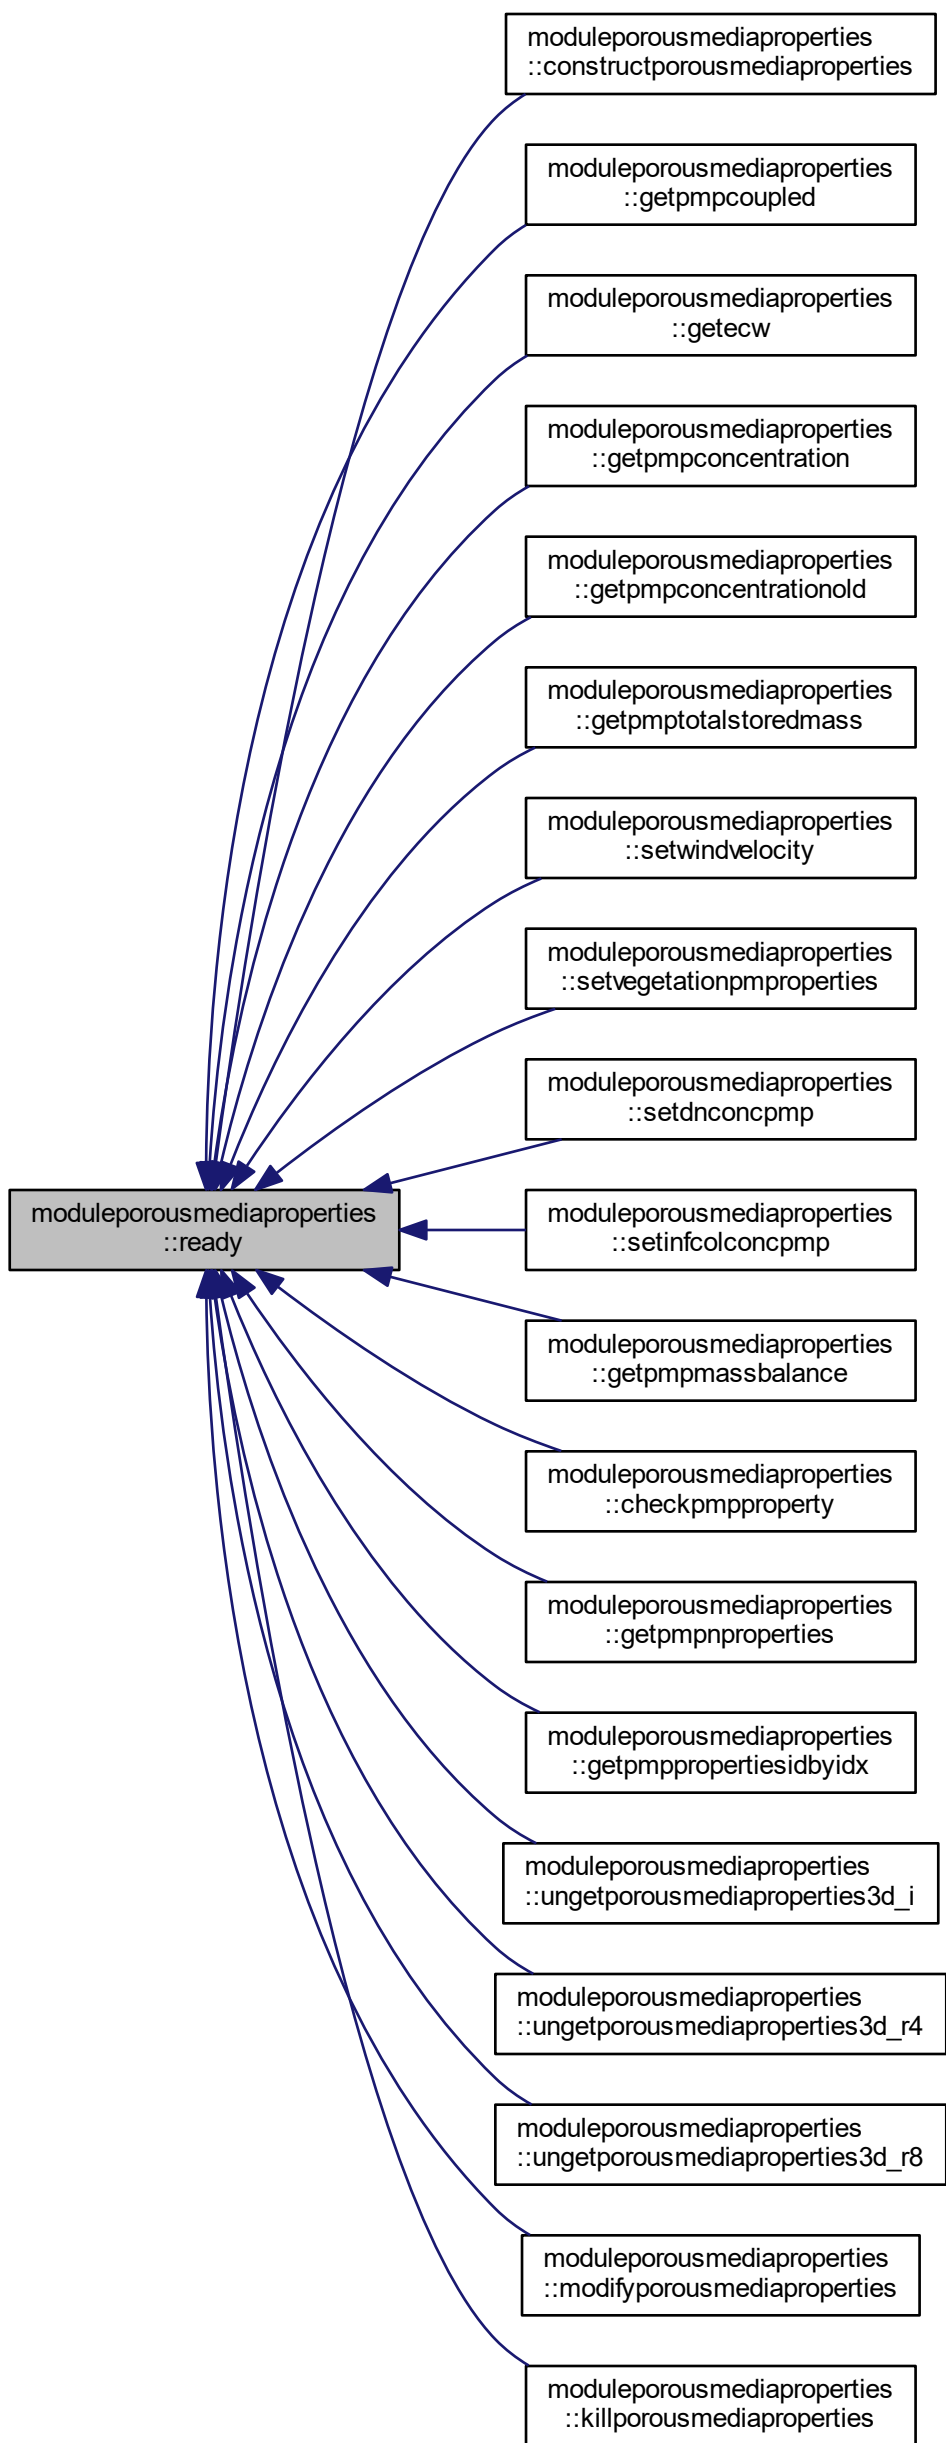 moduleporousmediaproperties
::constructporousmediaproperties
moduleporousmediaproperties
::getpmpcoupled
moduleporousmediaproperties
::getecw
moduleporousmediaproperties
::getpmpconcentration
moduleporousmediaproperties
::getpmpconcentrationold
moduleporousmediaproperties
::getpmptotalstoredmass
moduleporousmediaproperties
::setwindvelocity
moduleporousmediaproperties
::setvegetationpmproperties
moduleporousmediaproperties
::setdnconcpmp
moduleporousmediaproperties
::ready
moduleporousmediaproperties
::setinfcolconcpmp
moduleporousmediaproperties
::getpmpmassbalance
moduleporousmediaproperties
::checkpmpproperty
moduleporousmediaproperties
::getpmpnproperties
moduleporousmediaproperties
::getpmppropertiesidbyidx
moduleporousmediaproperties
::ungetporousmediaproperties3d_i
moduleporousmediaproperties
::ungetporousmediaproperties3d_r4
moduleporousmediaproperties
::ungetporousmediaproperties3d_r8
moduleporousmediaproperties
::modifyporousmediaproperties
moduleporousmediaproperties
::killporousmediaproperties